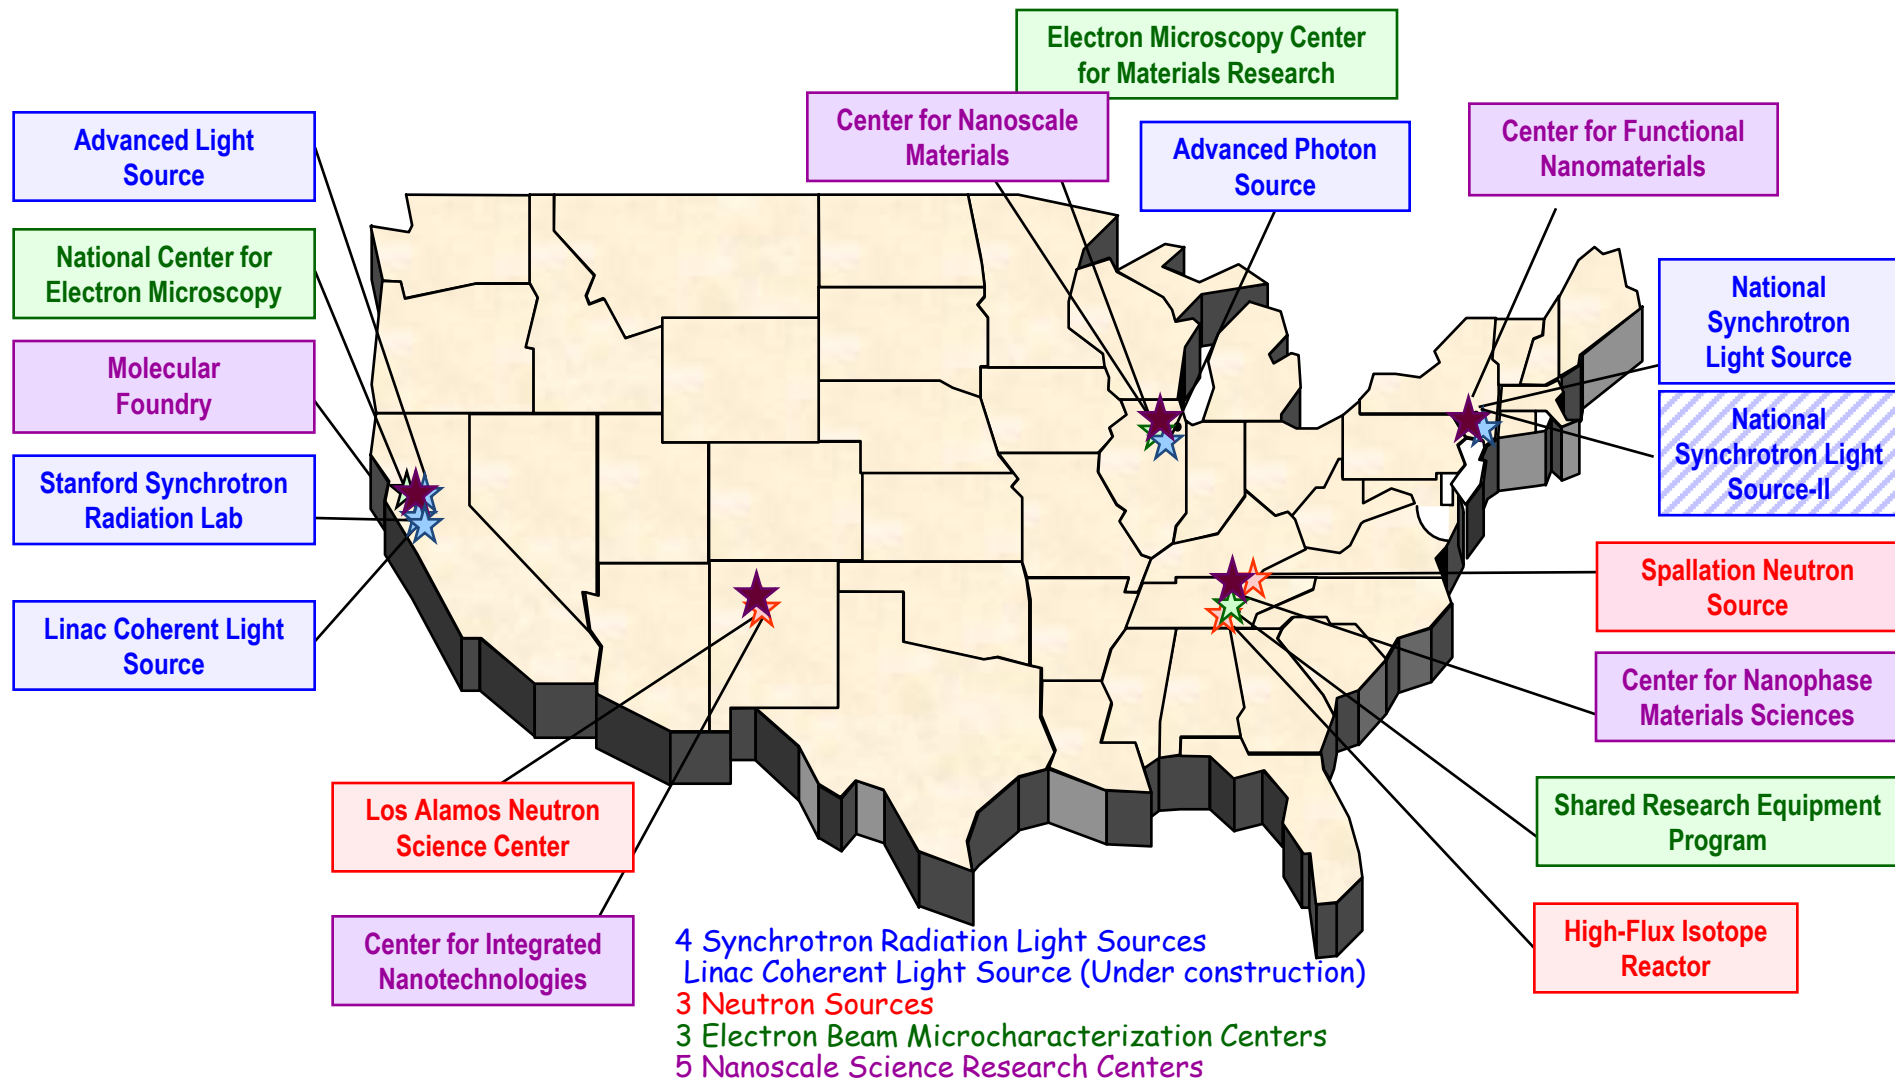 Electron Microscopy Center
for Materials Research
Center for Nanoscale
Materials
Advanced Photon
Source
Center for Functional
Nanomaterials
Advanced Light
Source
National Center for
Electron Microscopy
Molecular
Foundry
Stanford Synchrotron
Radiation Lab
Linac Coherent Light
Source
National
Synchrotron
Light Source
National
Synchrotron Light
Source-II
Spallation Neutron
Source
Center for Nanophase
Materials Sciences
Shared Research Equipment
Program
High-Flux Isotope
Reactor
Los Alamos Neutron
Science Center
Center for Integrated
Nanotechnologies
4 Synchrotron Radiation Light Sources
Linac Coherent Light Source (Under construction)
3 Neutron Sources
3 Electron Beam Microcharacterization Centers
5 Nanoscale Science Research Centers